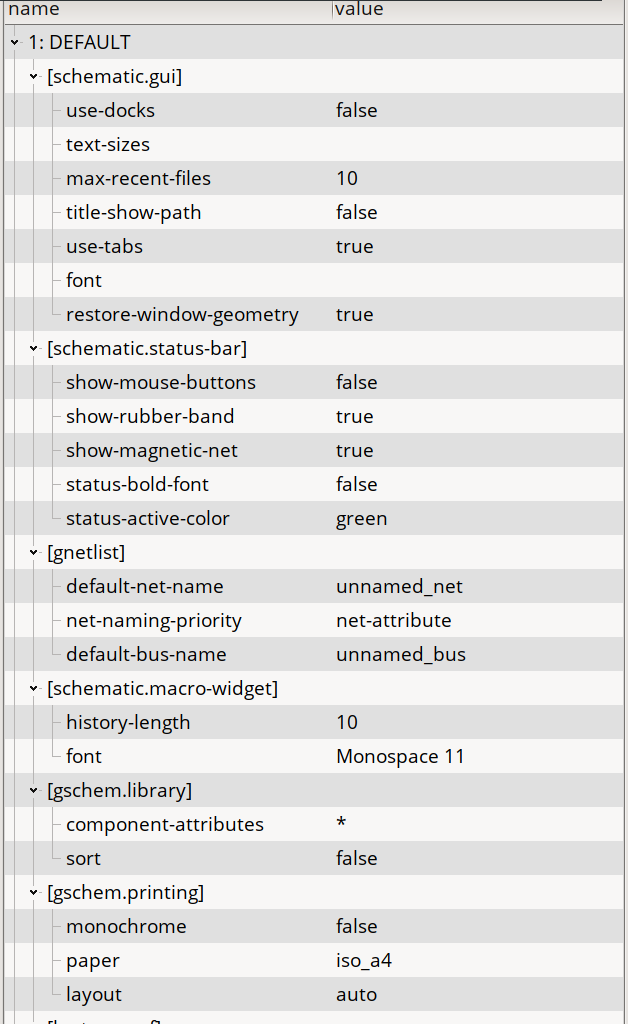 name value
1: DEFAULT
[schematic.gui]
use-docks false
text-sizes
max-recent-files 10
title-show-path false
use-tabs true
font
restore-window-geometry true
[schematic.status-bar]
show-mouse-buttons false
show-rubber-band true
show-magnetic-net true
status-bold-font false
status-active-color green
[gnetlist]
default-net-name unnamed_net
net-naming-priority net-attribute
default-bus-name unnamed_bus
[schematic.macro-widget]
history-length 10
font Monospace 11
[gschem.library]
component-attributes *
sort false
[gschem.printing]
monochrome false
paper iso_a4
layout auto